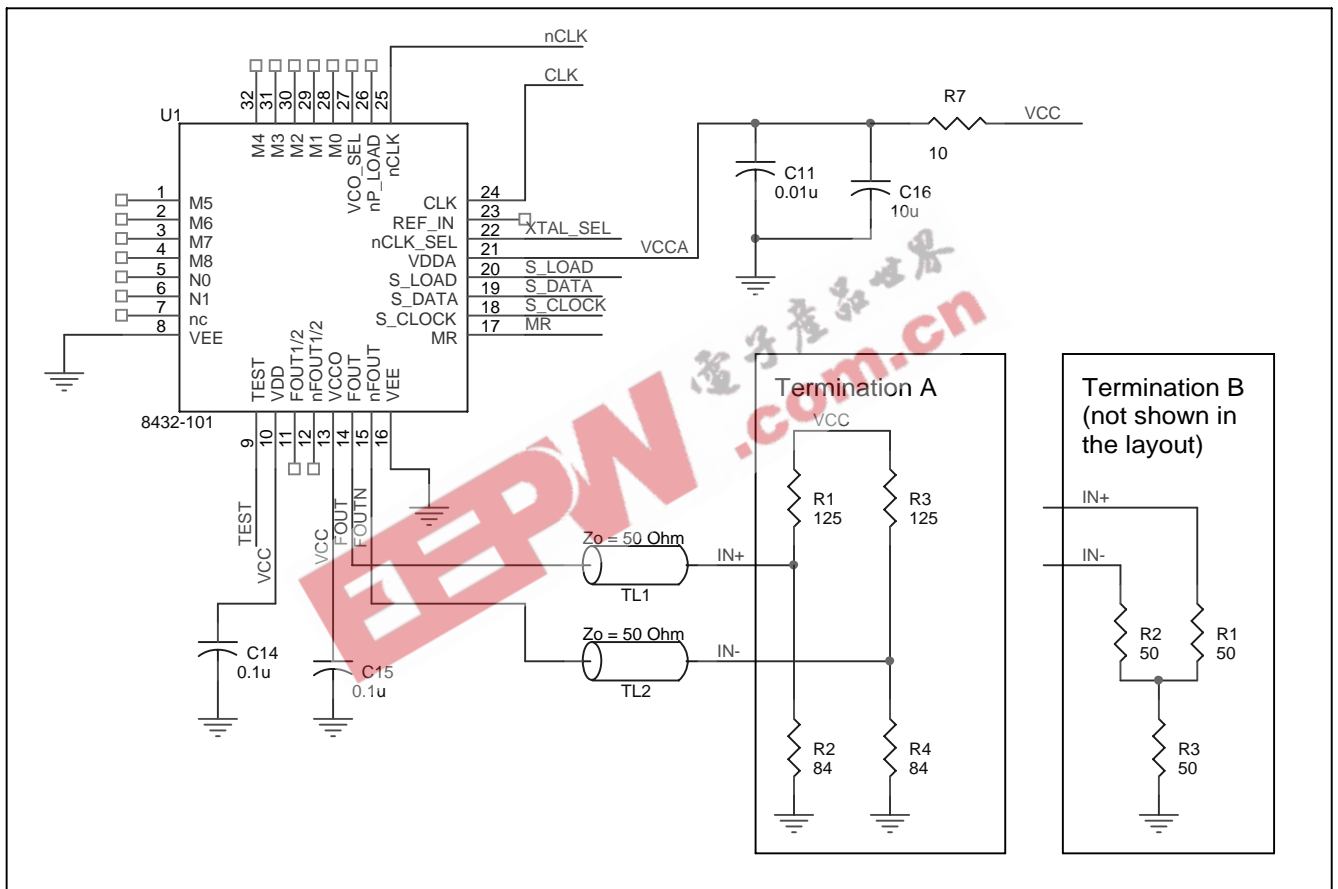 nCLK
CLK
U1
32
31
30
29
28
27
26
25
M4
M3
M2
M1
M0
VCO_SEL
nP_LOAD
nCLK
1
2
3
4
5
6
7
8
M5
M6
M7
M8
N0
N1
nc
VEE
24
23
22
21
20
19
18
17
CLK
REF_IN
nCLK_SEL
VDDA
S_LOAD
S_DATA
S_CLOCK
MR
XTAL_SEL
VCCA
S_LOAD
S_DATA
S_CLOCK
MR
TEST
VDD
FOUT1/2
nFOUT1/2
VCCO
FOUT
nFOUT
VEE
8432-101
9
10
11
12
13
14
15
16
TEST
VCC
VCC
FOUT
FOUTN
C14
0.1u
C15
0.1u
R7
10
VCC
C11
0.01u
C16
10u
Zo = 50 Ohm
TL1
IN+
Zo = 50 Ohm
TL2
IN-
Termination A
VCC
R1
125
R3
125
R2
84
R4
84
Termination B
(not shown in
the layout)
IN+
IN-
R2
50
R1
50
R3
50
EEPW
電子產品世界
.com.cn